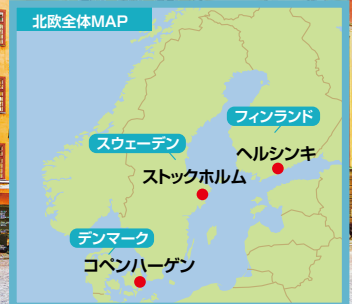 北欧全体MAP
フィンランド
スウェーデン
ヘルシンキ
ストックホルム
デンマーク
コペンハーゲン